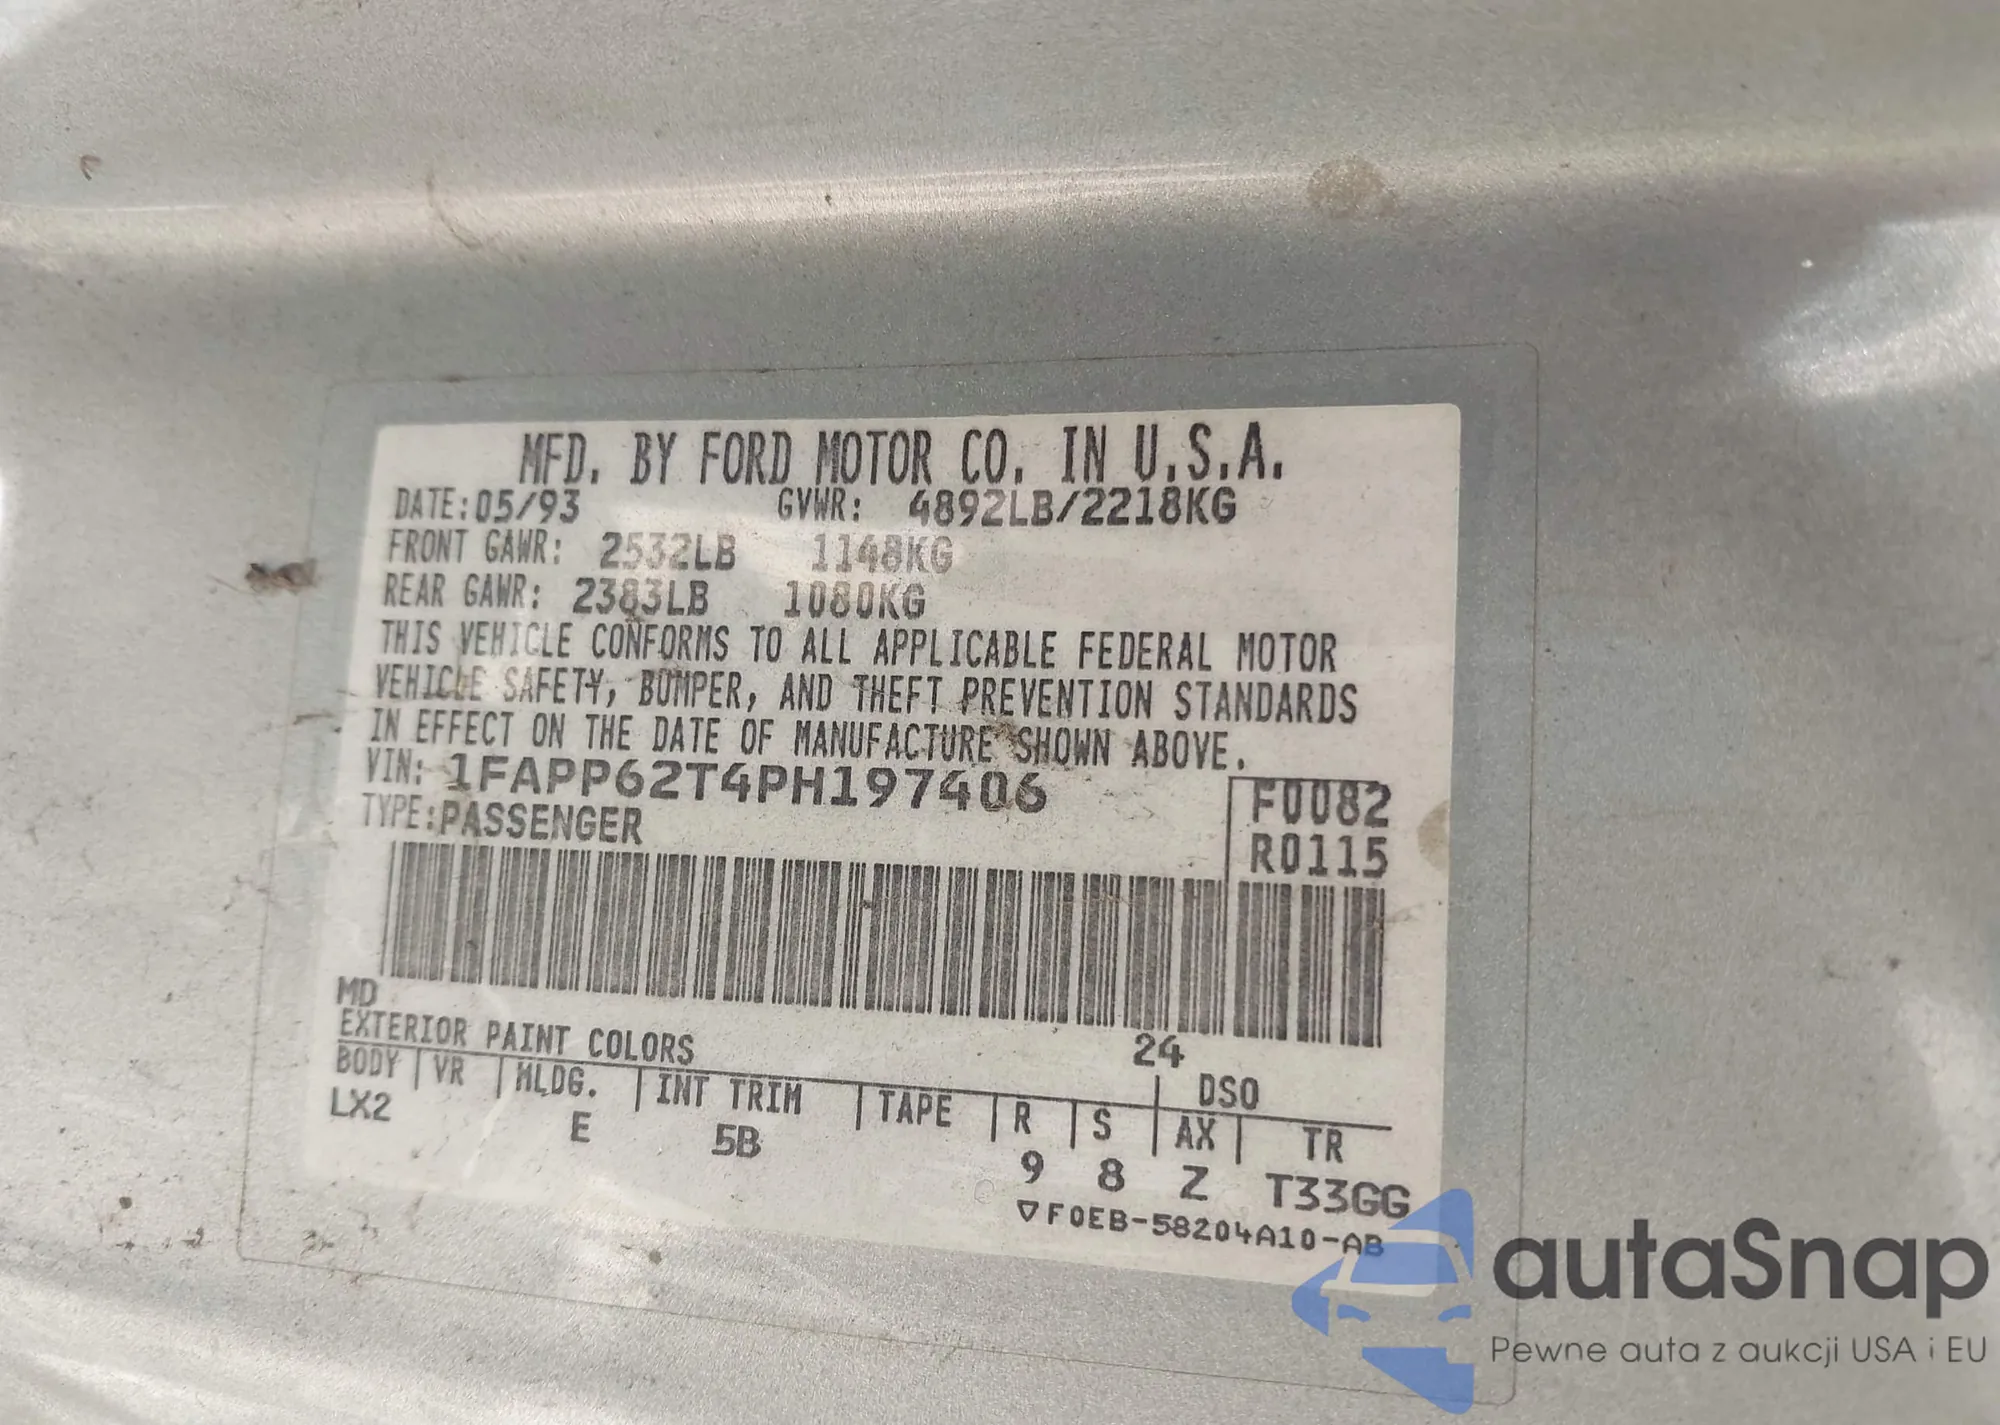 MFD. BY FORD MOTOR CO. IN U.S.A.
DATE: 05/93 GVWR: 4892LB/2218KG
FRONT GAWR: 2532LB 1148KG
REAR GAWR: 2383LB 1080KG
THIS VEHICLE CONFORMS TO ALL APPLICABLE FEDERAL MOTOR
VEHICLE SAFETY, BUMPER, AND THEFT PREVENTION STANDARDS
IN EFFECT ON THE DATE OF MANUFACTURE SHOWN ABOVE.
VIN: 1FAPP62T4PH197406
TYPE: PASSENGER
F0082
R0115
MD
EXTERIOR PAINT COLORS 24 DSO
BODY VR MLDG. INT TRIM TAPE R S AX TR
LX2 E 5B 9 8 Z T33GG
▽F0EB-58204A10-AB
autaSnap
Pewne auta z aukcji USA i EU